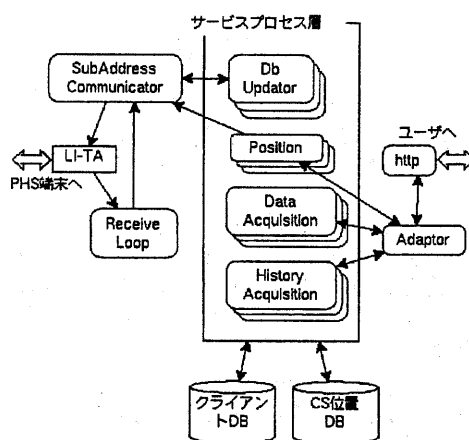 サービスプロセス層
SubAddress
Communicator
Db
Updator
Position
ユーザへ
http
LI-TA
PHS端末へ
Receive
Loop
Data
Acquisition
Adaptor
History
Acquisition
クライアン
トDB
CS位置
DB